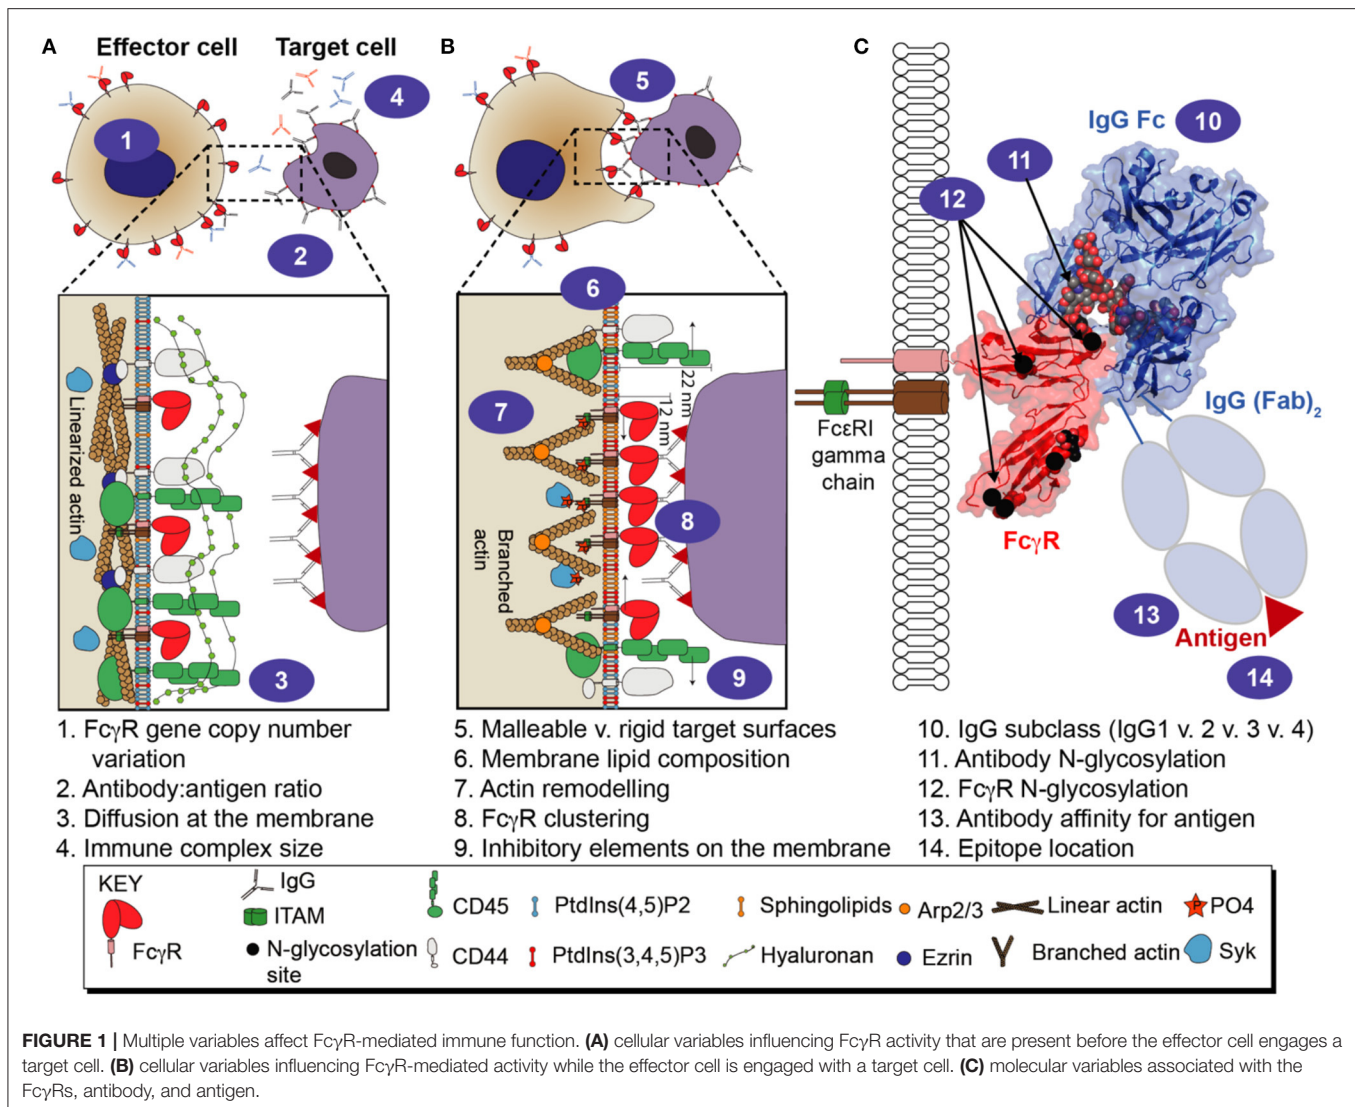 A Effector cell Target cell
1
4
2
Linearized actin
3
1. FcγR gene copy number
variation
2. Antibody:antigen ratio
3. Diffusion at the membrane
4. Immune complex size
B
5
6
7
22 nm
12 nm
8
Branched
actin
9
5. Malleable v. rigid target surfaces
6. Membrane lipid composition
7. Actin remodelling
8. FcγR clustering
9. Inhibitory elements on the membrane
C
IgG Fc 10
11
12
FcεRI
gamma
chain
IgG (Fab)2
FcγR
13
Antigen
14
10. IgG subclass (IgG1 v. 2 v. 3 v. 4)
11. Antibody N-glycosylation
12. FcγR N-glycosylation
13. Antibody affinity for antigen
14. Epitope location
KEY
FcγR
IgG
ITAM
N-glycosylation
site
CD45
CD44
PtdIns(4,5)P2
PtdIns(3,4,5)P3
Sphingolipids
Hyaluronan
Arp2/3
Ezrin
Linear actin
Branched actin
P PO4
Syk
FIGURE 1 | Multiple variables affect FcγR-mediated immune function. (A) cellular variables influencing FcγR activity that are present before the effector cell engages a
target cell. (B) cellular variables influencing FcγR-mediated activity while the effector cell is engaged with a target cell. (C) molecular variables associated with the
FcγRs, antibody, and antigen.